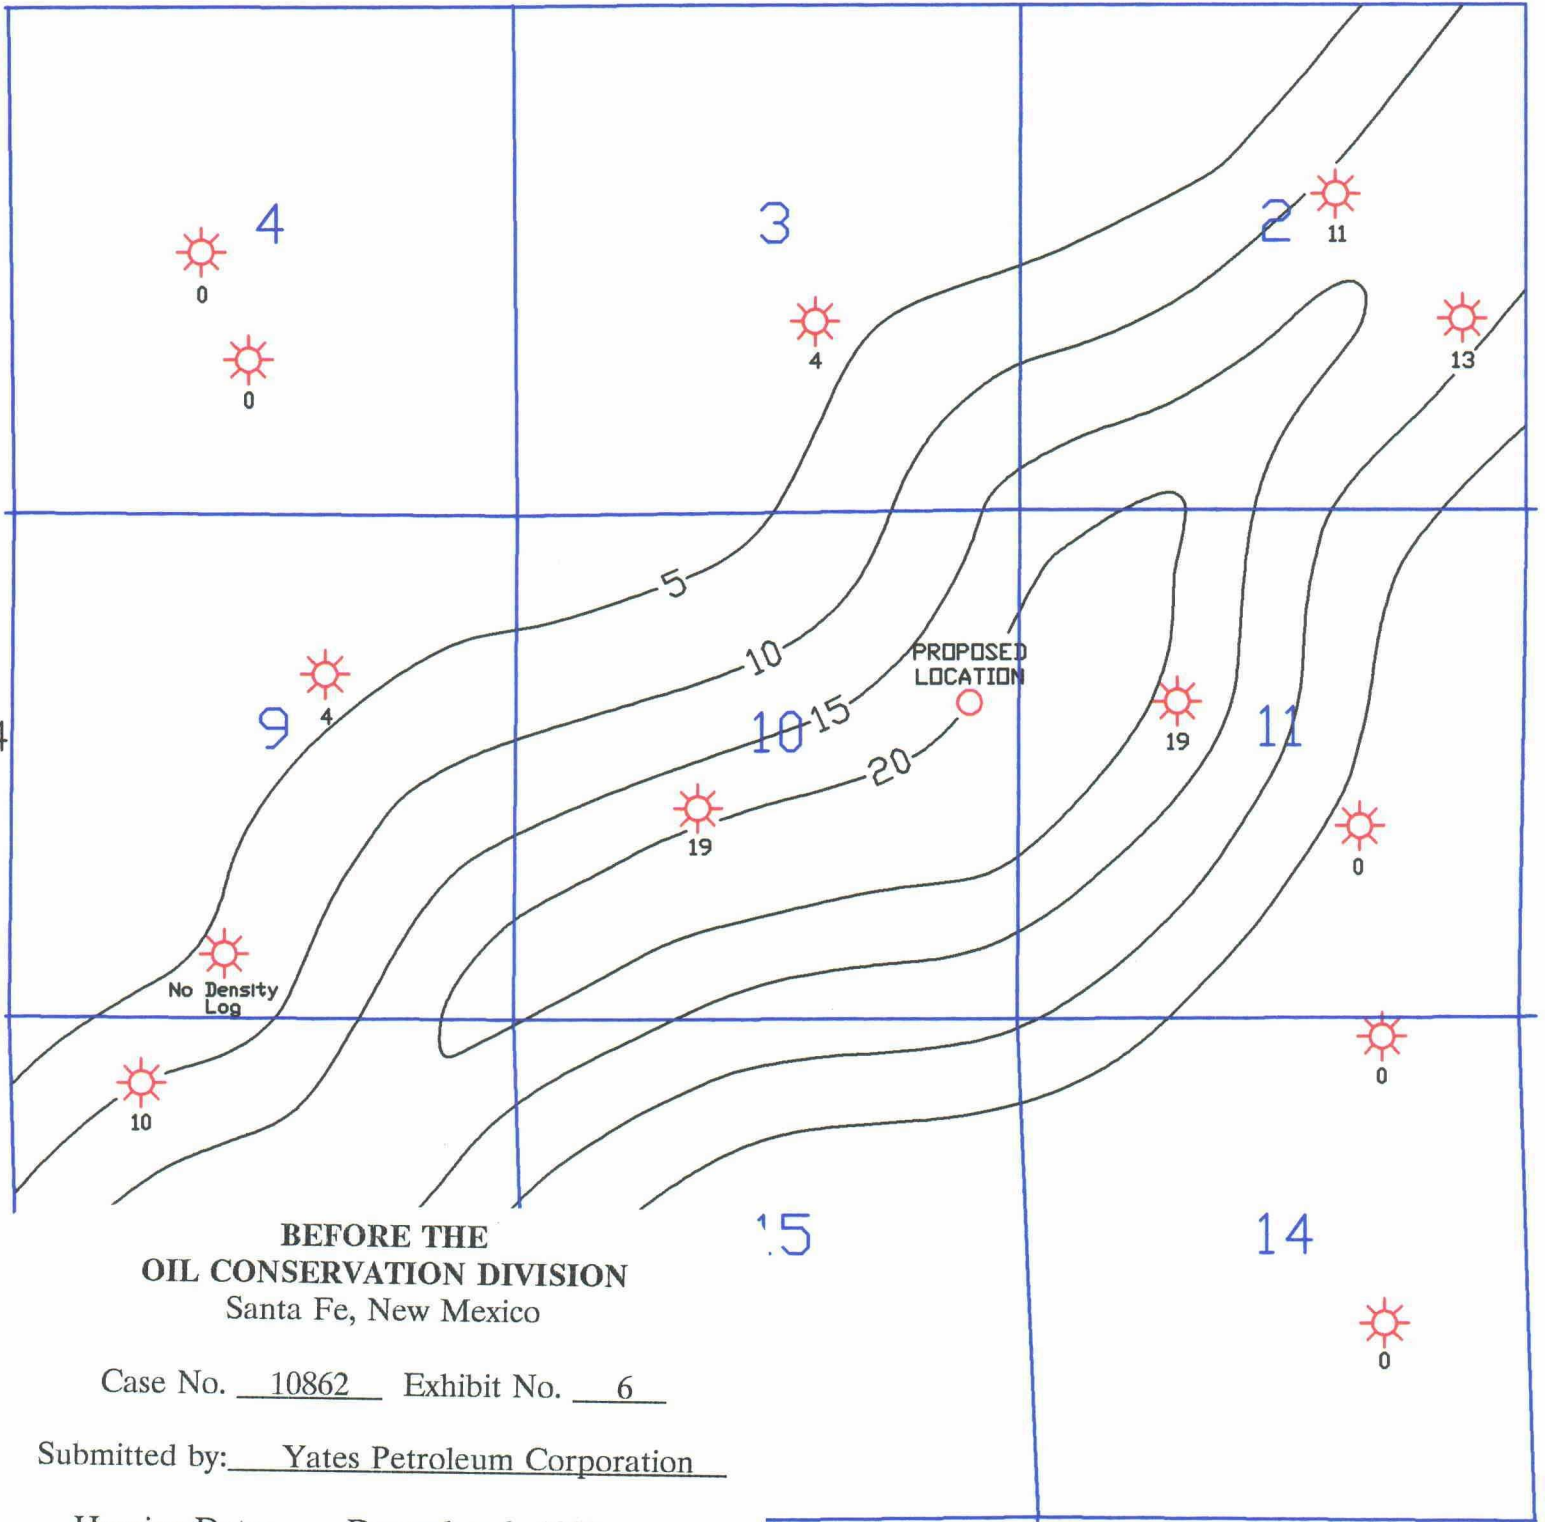 4
3
2
11
0
4
13
0
5
10
PROPOSED
LOCATION
9
4
10
15
19
11
20
19
0
No Density
Log
0
10
15
14
0
BEFORE THE
OIL CONSERVATION DIVISION
Santa Fe, New Mexico
Case No. 10862 Exhibit No. 6
Submitted by: Yates Petroleum Corporation